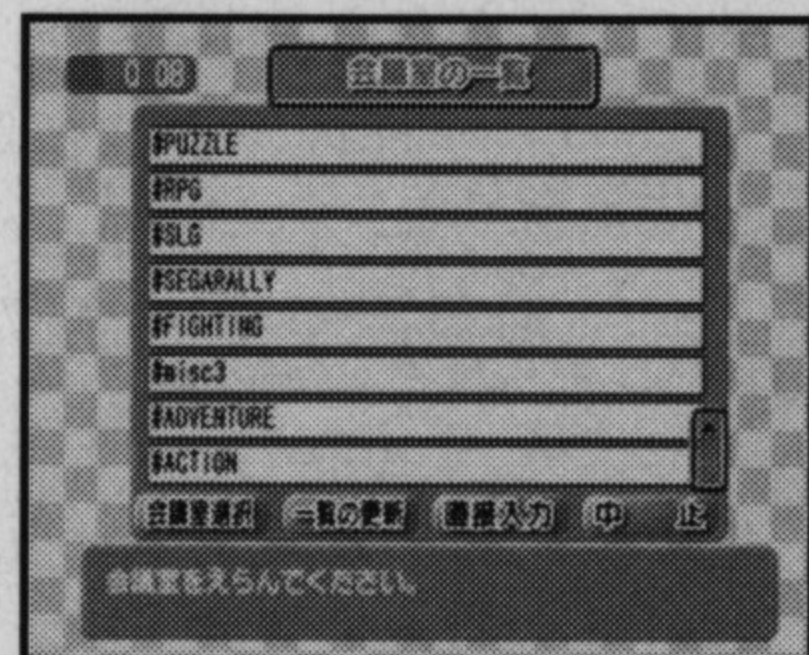 0 08
会議室の一覧
#PUZZLE
#RPG
#SLG
#SEGARALLY
#FIGHTING
#misc3
#ADVENTURE
#ACTION
会議室選択 一覧の更新 直接入力 中 止
会議室をえらんでください。